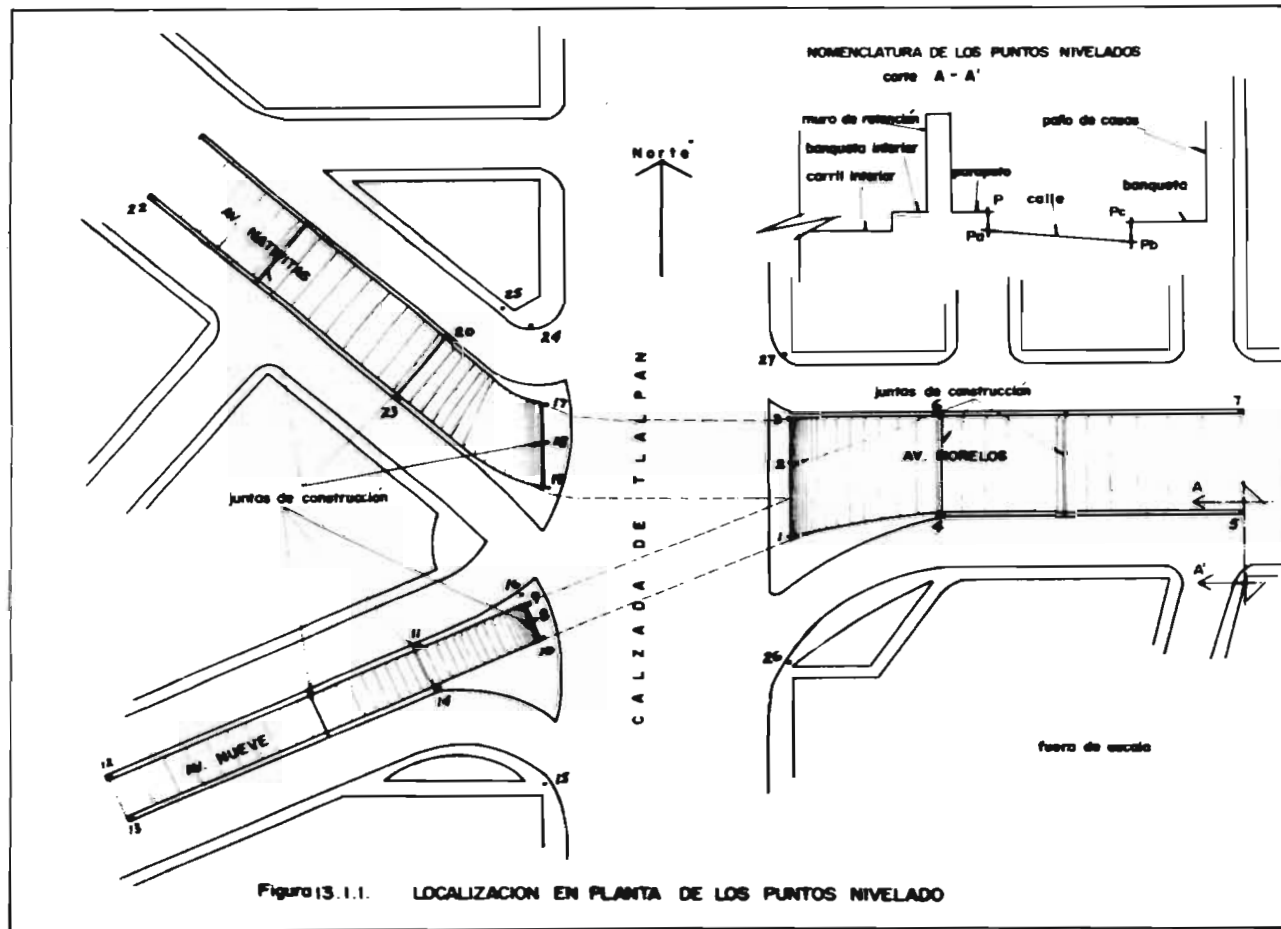 NOMENCLATURA DE LOS PUNTOS NIVELADOS
corte A - A'
muro de retención
paño de casas
banqueta interior
parapeto
carril interior
P
calle
Pc
banqueta
Pa
Pb
Norte
22
AV.
25
24
20
23
17
18
27
juntas de construcción
3
6
7
2
AV. MORELOS
1
4
5
A
A'
CALZADA DE TLALPAN
juntas de construcción
16
9
8
10
11
14
12
13
AV. NUEVE
15
26
fuera de escala
Figura 13.1.1. LOCALIZACION EN PLANTA DE LOS PUNTOS NIVELADO